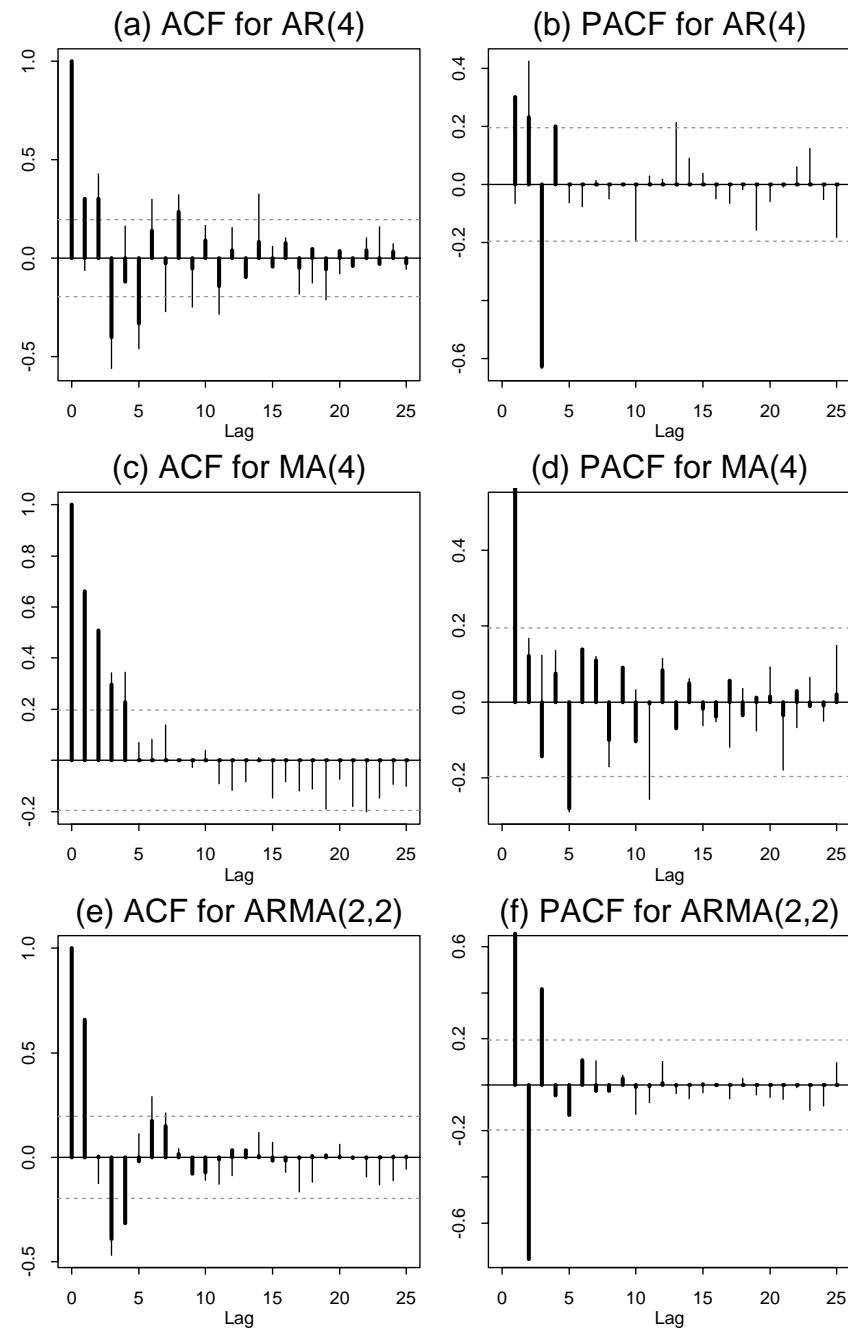 (a) ACF for AR(4)
1.0
0.5
0.0
-0.5
0 5 10 15 20 25
Lag
(b) PACF for AR(4)
0.4
0.2
0.0
-0.2
-0.6
0 5 10 15 20 25
Lag
(c) ACF for MA(4)
1.0
0.8
0.6
0.4
0.2
-0.2
0 5 10 15 20 25
Lag
(d) PACF for MA(4)
0.4
0.2
0.0
-0.2
0 5 10 15 20 25
Lag
(e) ACF for ARMA(2,2)
1.0
0.5
0.0
-0.5
0 5 10 15 20 25
Lag
(f) PACF for ARMA(2,2)
0.6
0.2
-0.2
-0.6
0 5 10 15 20 25
Lag